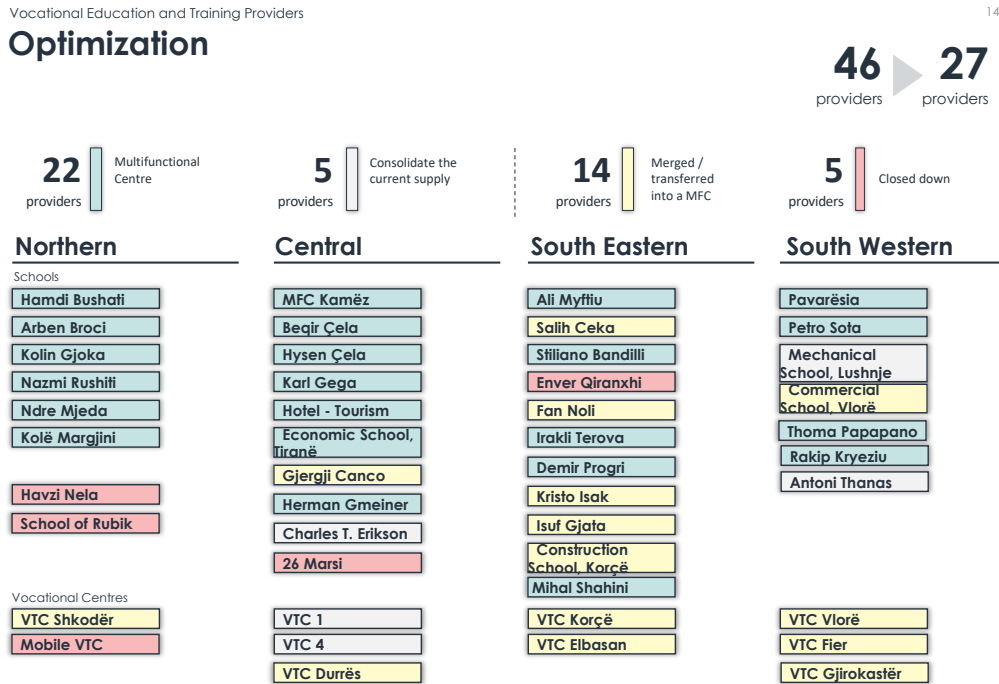 Vocational Education and Training Providers
14
Optimization
46
providers
27
providers
22
providers
Multifunctional
Centre
5
providers
Consolidate the
current supply
14
providers
Merged /
transferred
into a MFC
5
providers
Closed down
Northern
Schools
Hamdi Bushati
Arben Broci
Kolin Gjoka
Nazmi Rushiti
Ndre Mjeda
Kolë Margjini
Havzi Nela
School of Rubik
Vocational Centres
VTC Shkodër
Mobile VTC
Central
MFC Kamëz
Beqir Çela
Hysen Çela
Karl Gega
Hotel - Tourism
Economic School,
Tiranë
Gjergji Canco
Herman Gmeiner
Charles T. Erikson
26 Marsi
VTC 1
VTC 4
VTC Durrës
South Eastern
Ali Myftiu
Salih Ceka
Stiliano Bandilli
Enver Qiranxhi
Fan Noli
Irakli Terova
Demir Progri
Kristo Isak
Isuf Gjata
Construction
School, Korçë
Mihal Shahini
VTC Korçë
VTC Elbasan
South Western
Pavarësia
Petro Sota
Mechanical
School, Lushnje
Commercial
School, Vlorë
Thoma Papapano
Rakip Kryeziu
Antoni Thanas
VTC Vlorë
VTC Fier
VTC Gjirokastër